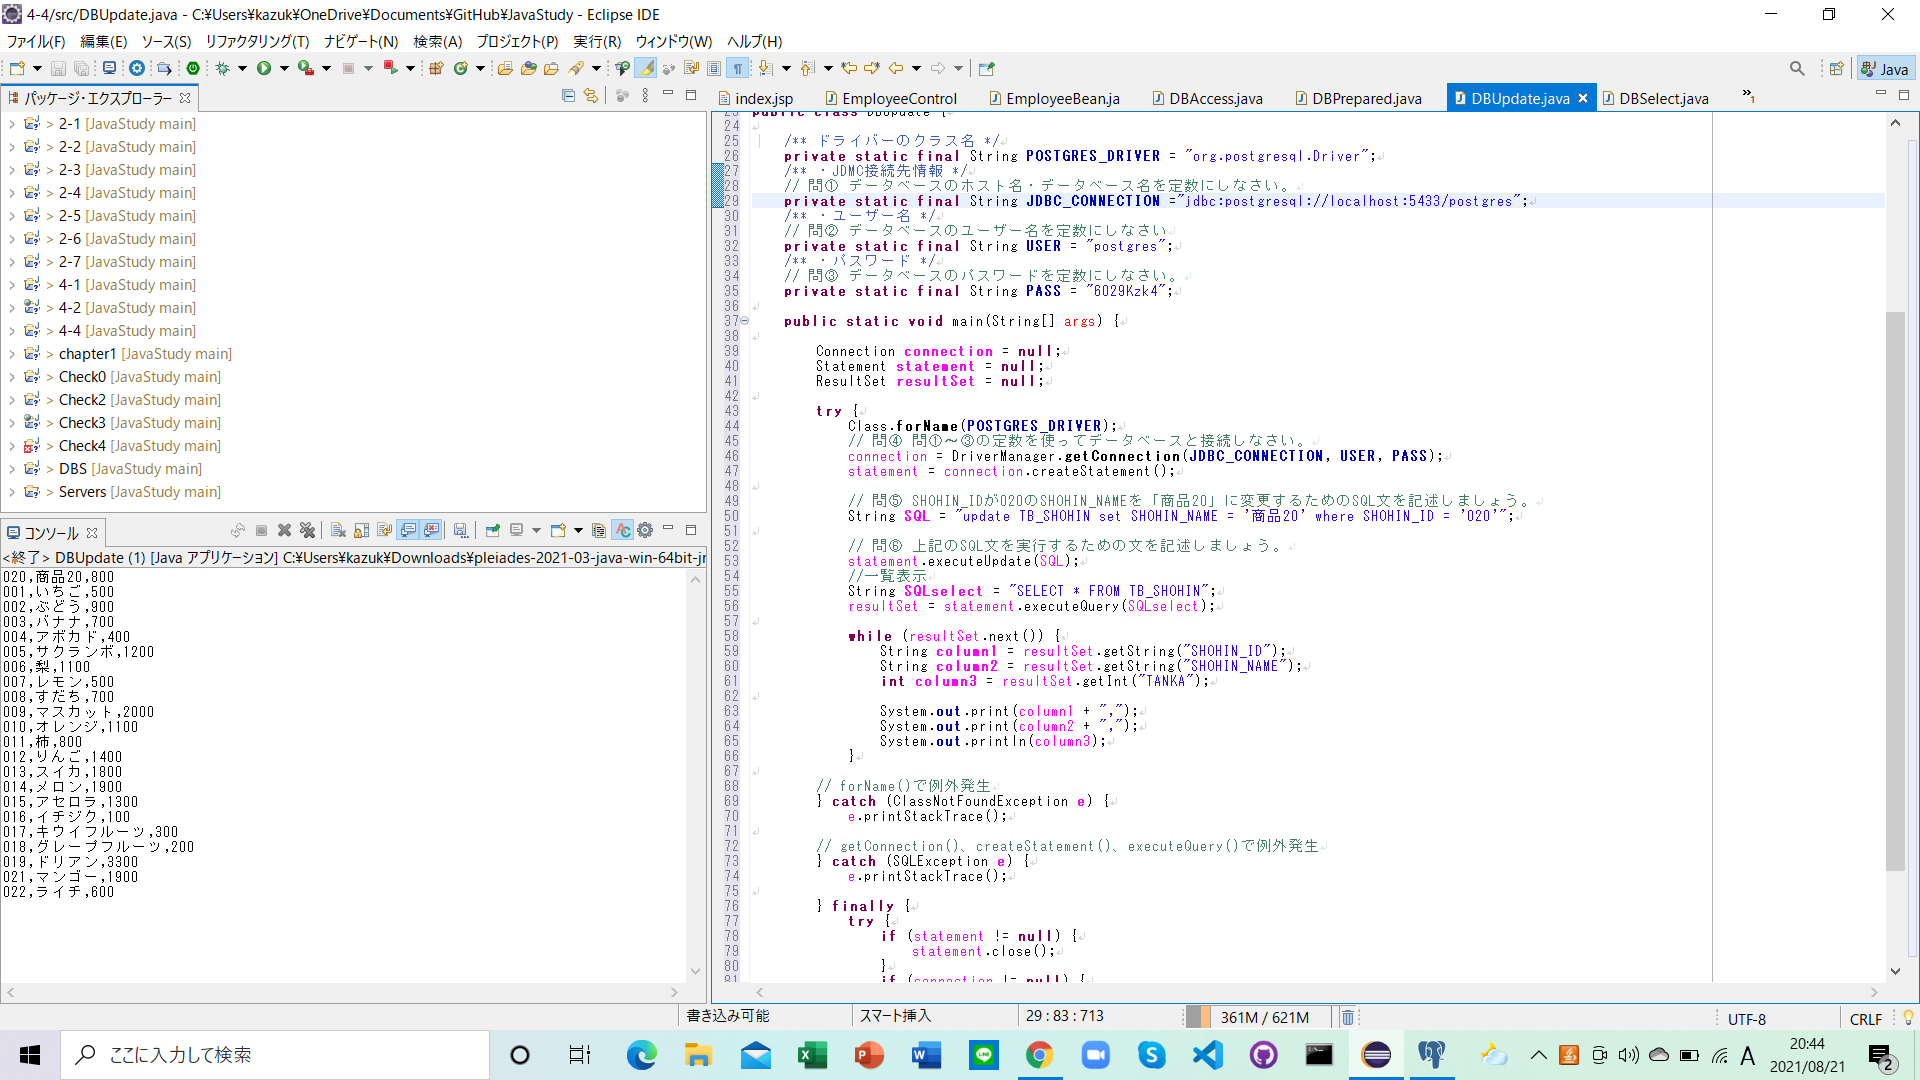 4-4/src/DBUpdate.java - C:¥Users¥kazuk¥OneDrive¥Documents¥GitHub¥JavaStudy - Eclipse IDE
ファイル(F) 編集(E) ソース(S) リファクタリング(T) ナビゲート(N) 検索(A) プロジェクト(P) 実行(R) ウィンドウ(W) ヘルプ(H)
Java
パッケージ・エクスプローラー
> 2-1 [JavaStudy main]
> 2-2 [JavaStudy main]
> 2-3 [JavaStudy main]
> 2-4 [JavaStudy main]
> 2-5 [JavaStudy main]
> 2-6 [JavaStudy main]
> 2-7 [JavaStudy main]
> 4-1 [JavaStudy main]
> 4-2 [JavaStudy main]
> 4-4 [JavaStudy main]
> chapter1 [JavaStudy main]
> Check0 [JavaStudy main]
> Check2 [JavaStudy main]
> Check3 [JavaStudy main]
> Check4 [JavaStudy main]
> DBS [JavaStudy main]
> Servers [JavaStudy main]
コンソール
<終了> DBUpdate (1) [Java アプリケーション] C:¥Users¥kazuk¥Downloads¥pleiades-2021-03-java-win-64bit-jr
020,商品20,800
001,いちご,500
002,ぶどう,900
003,バナナ,700
004,アボカド,400
005,サクランボ,1200
006,梨,1100
007,レモン,500
008,すだち,700
009,マスカット,2000
010,オレンジ,1100
011,柿,800
012,りんご,1400
013,スイカ,1800
014,メロン,1900
015,アセロラ,1300
016,イチジク,100
017,キウイフルーツ,300
018,グレープフルーツ,200
019,ドリアン,3300
021,マンゴー,1900
022,ライチ,600
index.jsp EmployeeControl EmployeeBean.ja DBAccess.java DBPrepared.java DBUpdate.java DBSelect.java »1
23 public class DBUpdate {
24
25 /** ドライバーのクラス名 */
26 private static final String POSTGRES_DRIVER = "org.postgresql.Driver";
27 /** ・JDMC接続先情報 */
28 // 問① データベースのホスト名・データベース名を定数にしなさい。
29 private static final String JDBC_CONNECTION ="jdbc:postgresql://localhost:5433/postgres";
30 /** ・ユーザー名 */
31 // 問② データベースのユーザー名を定数にしなさい
32 private static final String USER = "postgres";
33 /** ・パスワード */
34 // 問③ データベースのパスワードを定数にしなさい。
35 private static final String PASS = "6029Kzk4";
36
37 public static void main(String[] args) {
38
39 Connection connection = null;
40 Statement statement = null;
41 ResultSet resultSet = null;
42
43 try {
44 Class.forName(POSTGRES_DRIVER);
45 // 問④ 問①～③の定数を使ってデータベースと接続しなさい。
46 connection = DriverManager.getConnection(JDBC_CONNECTION, USER, PASS);
47 statement = connection.createStatement();
48
49 // 問⑤ SHOHIN_IDが020のSHOHIN_NAMEを「商品20」に変更するためのSQL文を記述しましょう。
50 String SQL = "update TB_SHOHIN set SHOHIN_NAME = '商品20' where SHOHIN_ID = '020'";
51
52 // 問⑥ 上記のSQL文を実行するための文を記述しましょう。
53 statement.executeUpdate(SQL);
54 //一覧表示
55 String SQLselect = "SELECT * FROM TB_SHOHIN";
56 resultSet = statement.executeQuery(SQLselect);
57
58 while (resultSet.next()) {
59 String column1 = resultSet.getString("SHOHIN_ID");
60 String column2 = resultSet.getString("SHOHIN_NAME");
61 int column3 = resultSet.getInt("TANKA");
62
63 System.out.print(column1 + ",");
64 System.out.print(column2 + ",");
65 System.out.println(column3);
66 }
67
68 // forName()で例外発生
69 } catch (ClassNotFoundException e) {
70 e.printStackTrace();
71
72 // getConnection()、createStatement()、executeQuery()で例外発生
73 } catch (SQLException e) {
74 e.printStackTrace();
75
76 } finally {
77 try {
78 if (statement != null) {
79 statement.close();
80 }
81 if (connection != null) {
書き込み可能 スマート挿入 29 : 83 : 713 361M / 621M UTF-8 CRLF
ここに入力して検索
A
20:44
2021/08/21
2